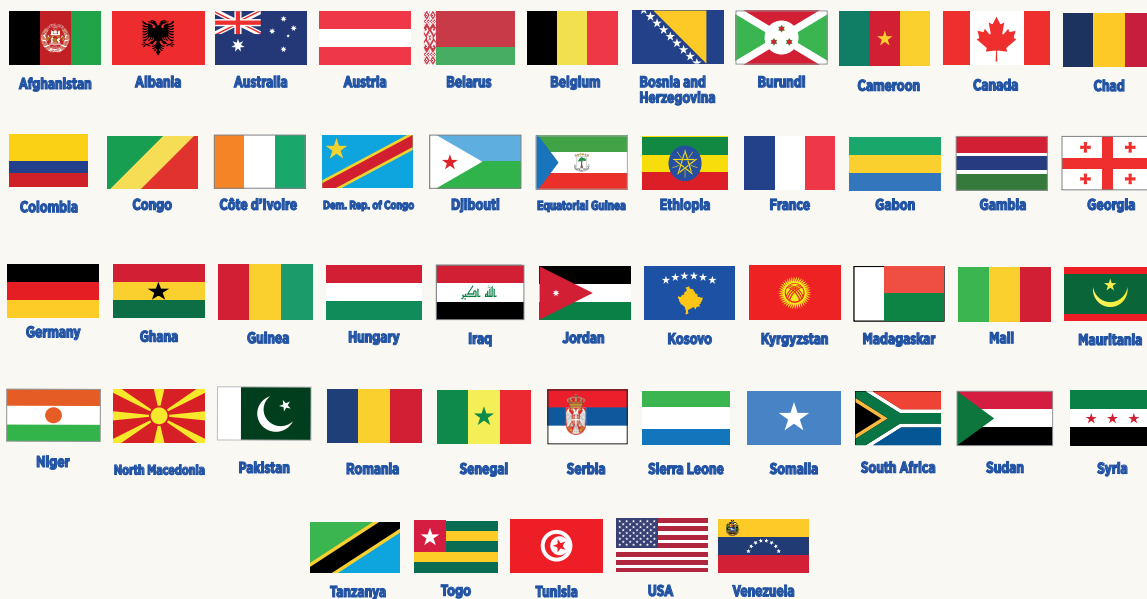 Afghanistan Albania Australia Austria Belarus Belgium Bosnia and Burundi Cameroon Canada Chad
Herzegovina
Colombia Congo Côte d'Ivoire Dem. Rep. of Congo Djibouti Equatorial Guinea Ethiopia France Gabon Gambia Georgia
Germany Ghana Guinea Hungary Iraq Jordan Kosovo Kyrgyzstan Madagaskar Mali Mauritania
Niger North Macedonia Pakistan Romania Senegal Serbia Sierra Leone Somalia South Africa Sudan Syria
Tanzanya Togo Tunisia USA Venezuela